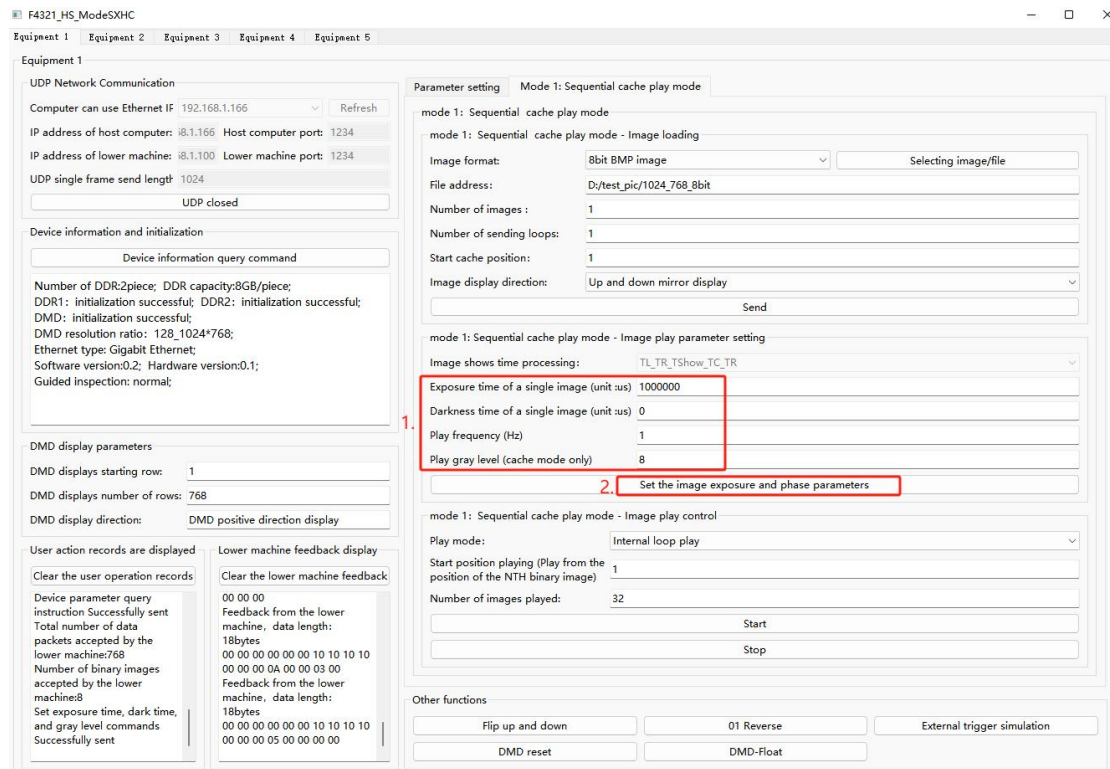 F4321_HS_ModeSXHC
Equipment 1 Equipment 2 Equipment 3 Equipment 4 Equipment 5
Equipment 1
UDP Network Communication
Computer can use Ethernet IF 192.168.1.166 Refresh
IP address of host computer: i8.1.166 Host computer port: 1234
IP address of lower machine: i8.1.100 Lower machine port: 1234
UDP single frame send length 1024
UDP closed
Device information and initialization
Device information query command
Number of DDR:2piece; DDR capacity:8GB/piece;
DDR1: initialization successful; DDR2: initialization successful;
DMD: initialization successful;
DMD resolution ratio: 128_1024*768;
Ethernet type: Gigabit Ethernet;
Software version:0.2; Hardware version:0.1;
Guided inspection: normal;
DMD display parameters
DMD displays starting row: 1
DMD displays number of rows: 768
DMD display direction: DMD positive direction display
User action records are displayed
Clear the user operation records
Device parameter query
instruction Successfully sent
Total number of data
packets accepted by the
lower machine:768
Number of binary images
accepted by the lower
machine:8
Set exposure time, dark time,
and gray level commands
Successfully sent
Lower machine feedback display
Clear the lower machine feedback
00 00 00
Feedback from the lower
machine, data length:
18bytes
00 00 00 00 00 00 10 10 10 10
00 00 00 0A 00 00 03 00
Feedback from the lower
machine, data length:
18bytes
00 00 00 00 00 00 10 10 10 10
00 00 00 05 00 00 00 00
Parameter setting Mode 1: Sequential cache play mode
mode 1: Sequential cache play mode
mode 1: Sequential cache play mode - Image loading
Image format: 8bit BMP image Selecting image/file
File address: D:/test_pic/1024_768_8bit
Number of images : 1
Number of sending loops: 1
Start cache position: 1
Image display direction: Up and down mirror display
Send
mode 1: Sequential cache play mode - Image play parameter setting
Image shows time processing: TL_TR_TShow_TC_TR
1.
Exposure time of a single image (unit :us) 1000000
Darkness time of a single image (unit :us) 0
Play frequency (Hz) 1
Play gray level (cache mode only) 8
2. Set the image exposure and phase parameters
mode 1: Sequential cache play mode - Image play control
Play mode: Internal loop play
Start position playing (Play from the
position of the NTH binary image) 1
Number of images played: 32
Start
Stop
Other functions
Flip up and down 01 Reverse External trigger simulation
DMD reset DMD-Float